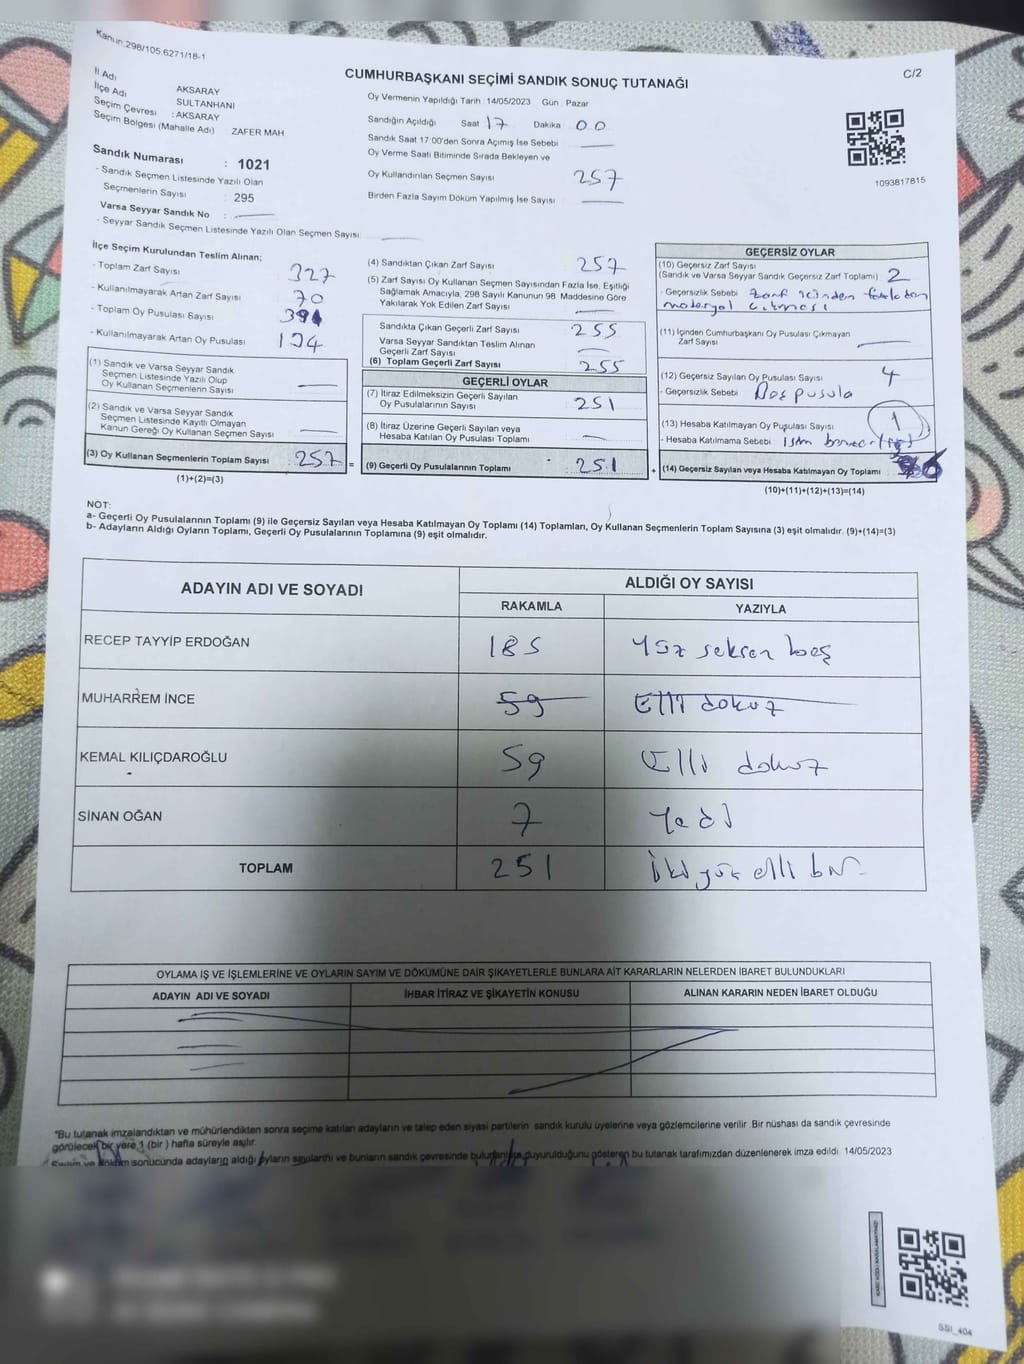 Kanun:298/105.6271/18-1
C/2
CUMHURBAŞKANI SEÇİMİ SANDIK SONUÇ TUTANAĞI
İl Adı AKSARAY
İlçe Adı SULTANHANI
Seçim Çevresi : AKSARAY
Seçim Bölgesi (Mahalle Adı) ZAFER MAH
Sandık Numarası : 1021
- Sandık Seçmen Listesinde Yazılı Olan
Seçmenlerin Sayısı : 295
Varsa Seyyar Sandık No :
- Seyyar Sandık Seçmen Listesinde Yazılı Olan Seçmen Sayısı:
Oy Vermenin Yapıldığı Tarih : 14/05/2023 Gün : Pazar
Sandığın Açıldığı Saat 17 Dakika 00
Sandık Saat 17 00'den Sonra Açımış İse Sebebi
Oy Verme Saati Bitiminde Sırada Bekleyen ve
Oy Kullandırılan Seçmen Sayısı 257
Birden Fazla Sayım Döküm Yapılmış İse Sayısı
1093817815
İlçe Seçim Kurulundan Teslim Alınan;
- Toplam Zarf Sayısı 327
- Kullanılmayarak Artan Zarf Sayısı 70
- Toplam Oy Pusulası Sayısı
- Kullanılmayarak Artan Oy Pusulası
(1) Sandık ve Varsa Seyyar Sandık
Seçmen Listesinde Yazılı Olup
Oy Kullanan Seçmenlerin Sayısı
(2) Sandık ve Varsa Seyyar Sandık
Seçmen Listesinde Kayıtlı Olmayan
Kanun Gereği Oy Kullanan Seçmen Sayısı
(3) Oy Kullanan Seçmenlerin Toplam Sayısı : 257 =
(1)+(2)=(3)
(4) Sandıktan Çıkan Zarf Sayısı 257
(5) Zarf Sayısı Oy Kullanan Seçmen Sayısından Fazla İse, Eşitliği
Sağlamak Amacıyla, 298 Sayılı Kanunun 98. Maddesine Göre
Yakılarak Yok Edilen Zarf Sayısı
Sandıkta Çıkan Geçerli Zarf Sayısı 255
Varsa Seyyar Sandıktan Teslim Alınan
Geçerli Zarf Sayısı
(6) Toplam Geçerli Zarf Sayısı 255
GEÇERLİ OYLAR
(7) İtiraz Edilmeksizin Geçerli Sayılan
Oy Pusulalarının Sayısı 251
(8) İtiraz Üzerine Geçerli Sayılan veya
Hesaba Katılan Oy Pusulası Toplamı
(9) Geçerli Oy Pusulalarının Toplamı 251 +
GEÇERSİZ OYLAR
(10) Geçersiz Zarf Sayısı
(Sandık ve Varsa Seyyar Sandık Geçersiz Zarf Toplamı) 2
- Geçersizlik Sebebi zarf içinden
çıkması
(11) İçinden Cumhurbaşkanı Oy Pusulası Çıkmayan
Zarf Sayısı
(12) Geçersiz Sayılan Oy Pusulası Sayısı 4
- Geçersizlik Sebebi Boş pusula
(13) Hesaba Katılmayan Oy Pupulası Sayısı 1
- Hesaba Katılmama Sebebi :
(14) Geçersiz Sayılan veya Hesaba Katılmayan Oy Toplamı 6
(10)+(11)+(12)+(13)=(14)
NOT:
a- Geçerli Oy Pusulalarının Toplamı (9) ile Geçersiz Sayılan veya Hesaba Katılmayan Oy Toplamı (14) Toplamları, Oy Kullanan Seçmenlerin Toplam Sayısına (3) eşit olmalıdır. (9)+(14)=(3)
b- Adayların Aldığı Oyların Toplamı, Geçerli Oy Pusulalarının Toplamına (9) eşit olmalıdır.
ADAYIN ADI VE SOYADI ALDIĞI OY SAYISI
RAKAMLA YAZIYLA
RECEP TAYYİP ERDOĞAN 185 Yüz seksen beş
MUHARREM İNCE 59 Elli dokuz
KEMAL KILIÇDAROĞLU 59 Elli dokuz
SİNAN OĞAN 7 Yedi
TOPLAM 251 İki yüz elli bir
OYLAMA İŞ VE İŞLEMLERİNE VE OYLARIN SAYIM VE DÖKÜMÜNE DAİR ŞİKAYETLERLE BUNLARA AİT KARARLARIN NELERDEN İBARET BULUNDUKLARI
ADAYIN ADI VE SOYADI İHBAR İTİRAZ VE ŞİKAYETİN KONUSU ALINAN KARARIN NEDEN İBARET OLDUĞU
*Bu tutanak imzalandıktan ve mühürlendikten sonra seçime katılan adayların ve talep eden siyasi partilerin sandık kurulu üyelerine veya gözlemcilerine verilir. Bir nüshası da sandık çevresinde
görülecek bir yere 1 (bir ) hafta süreyle asılır.
Sayım ve döküm sonucunda adayların aldığı oyların sayılarını ve bunların sandık çevresinde bulunanlara duyurulduğunu gösteren bu tutanak tarafımızdan düzenlenerek imza edildi. 14/05/2023
SSI_404